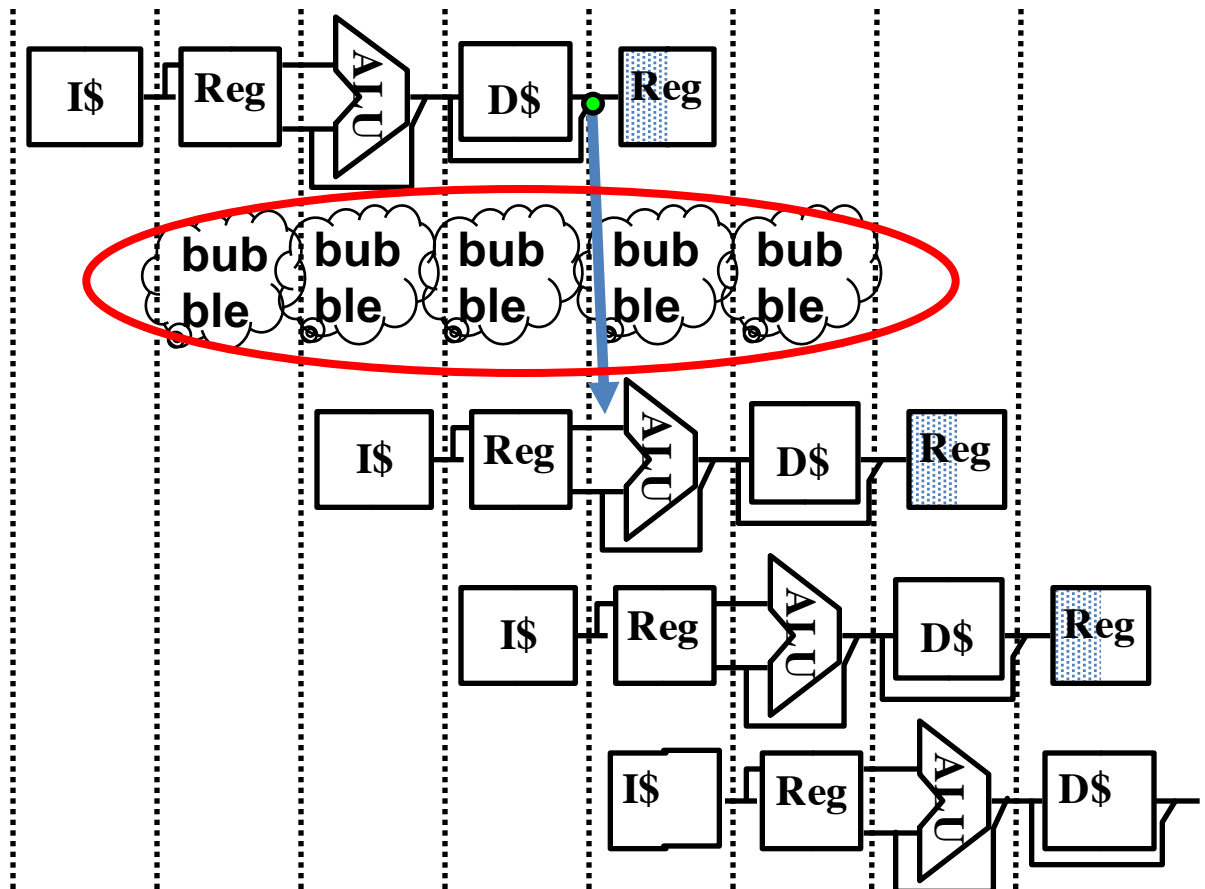 I$ Reg ALU D$ Reg
bub bub bub bub bub
ble ble ble ble ble
I$ Reg ALU D$ Reg
I$ Reg ALU D$ Reg
I$ Reg ALU D$